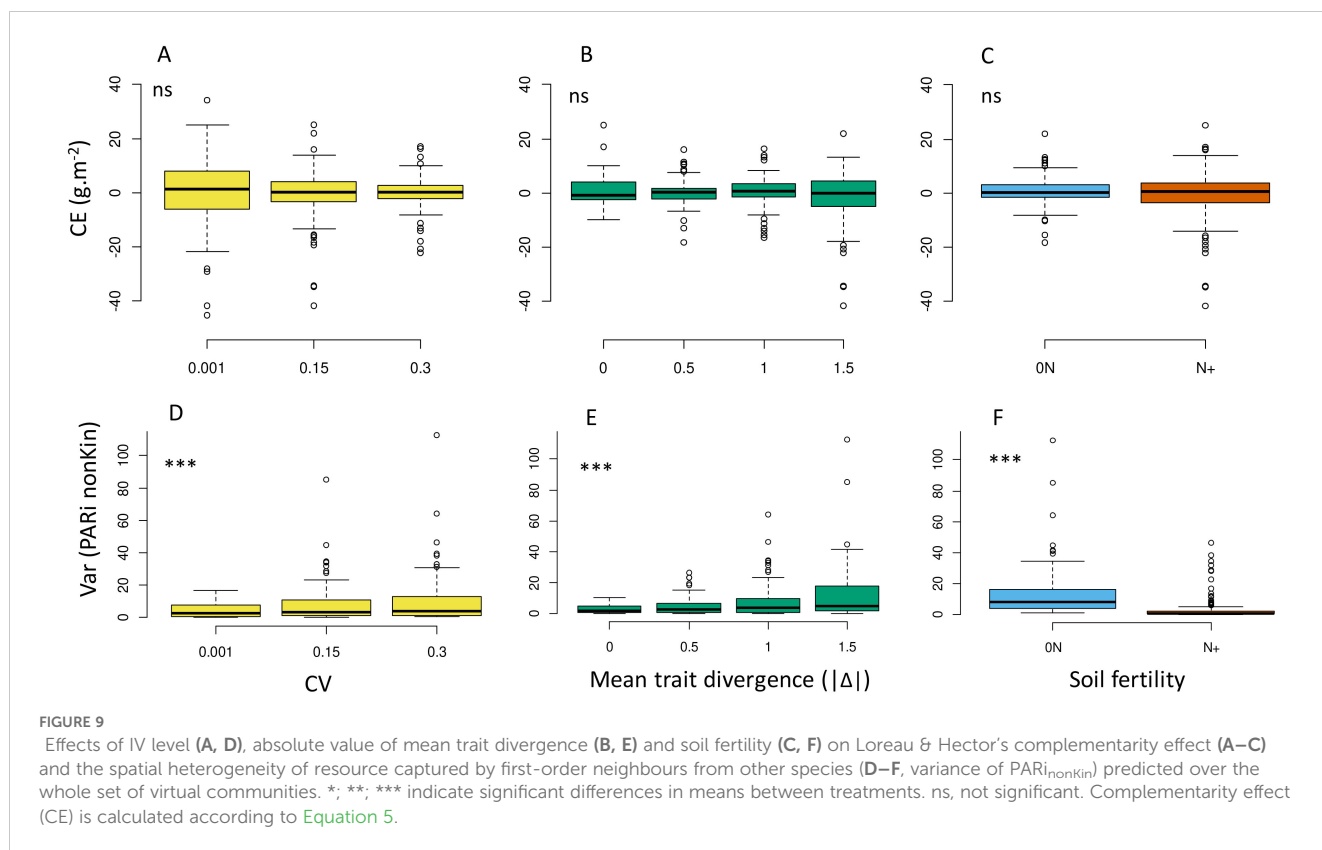 A
B
C
ns
ns
ns
CE (g.m-2)
40
20
0
-20
-40
40
20
0
-20
-40
40
20
0
-20
-40
0.001 0.15 0.3
0 0.5 1 1.5
0N N+
D
E
F
***
***
***
Var (PARi nonKin)
100
80
60
40
20
0
100
80
60
40
20
0
100
80
60
40
20
0
0.001 0.15 0.3
0 0.5 1 1.5
0N N+
CV
Mean trait divergence (|Δ|)
Soil fertility
FIGURE 9
Effects of IV level (A, D), absolute value of mean trait divergence (B, E) and soil fertility (C, F) on Loreau & Hector’s complementarity effect (A–C)
and the spatial heterogeneity of resource captured by first-order neighbours from other species (D–F, variance of PARinonKin) predicted over the
whole set of virtual communities. *; **; *** indicate significant differences in means between treatments. ns, not significant. Complementarity effect
(CE) is calculated according to Equation 5.